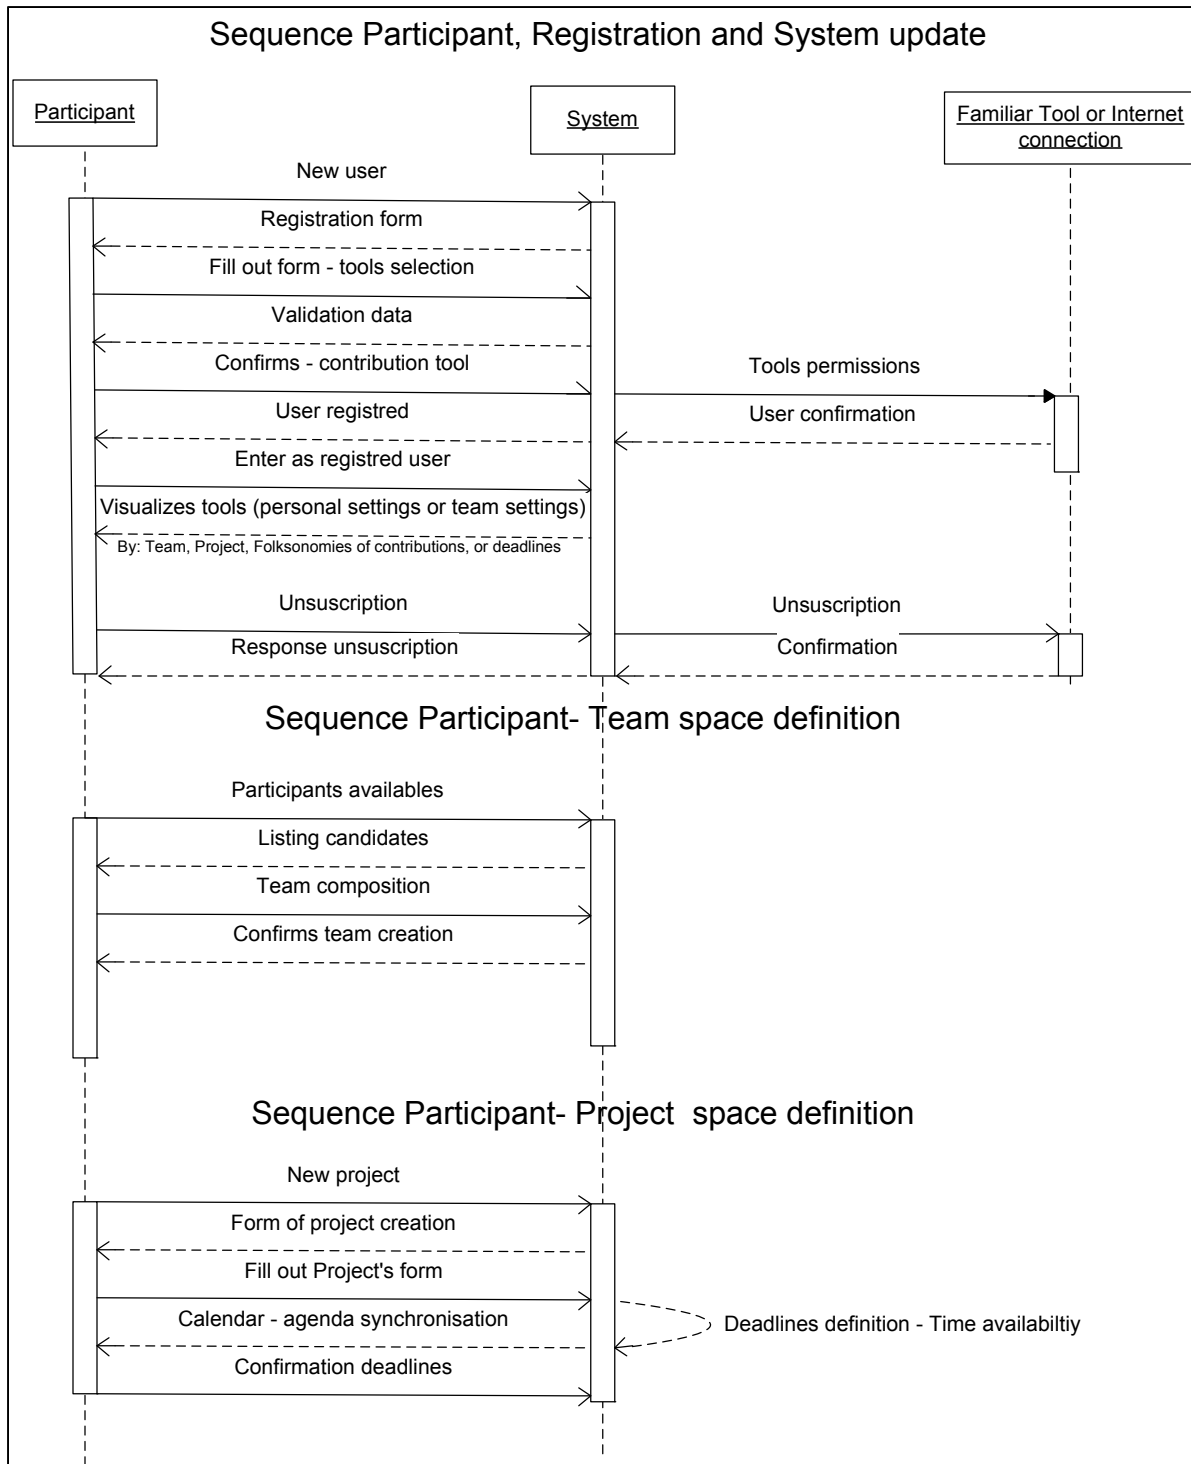 Sequence Participant, Registration and System update
Participant
System
Familiar Tool or Internet
connection
New user
Registration form
Fill out form - tools selection
Validation data
Confirms - contribution tool
Tools permissions
User registred
User confirmation
Enter as registred user
Visualizes tools (personal settings or team settings)
By: Team, Project, Folksonomies of contributions, or deadlines
Unsuscription
Unsuscription
Response unsuscription
Confirmation
Sequence Participant- Team space definition
Participants availables
Listing candidates
Team composition
Confirms team creation
Sequence Participant- Project space definition
New project
Form of project creation
Fill out Project's form
Calendar - agenda synchronisation
Deadlines definition - Time availabiltiy
Confirmation deadlines